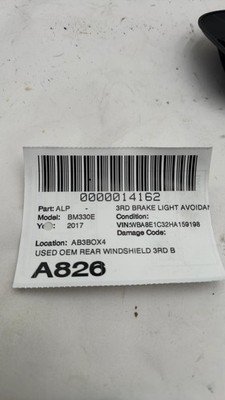 0000014162
Part: ALP - 3RD BRAKE LIGHT AVOIDAN
Model: BM330E Condition:
2017 VIN:WBA8E1C32HA159198
Damage Code:
Location: AB3BOX4
USED OEM REAR WINDSHIELD 3RD B
A826